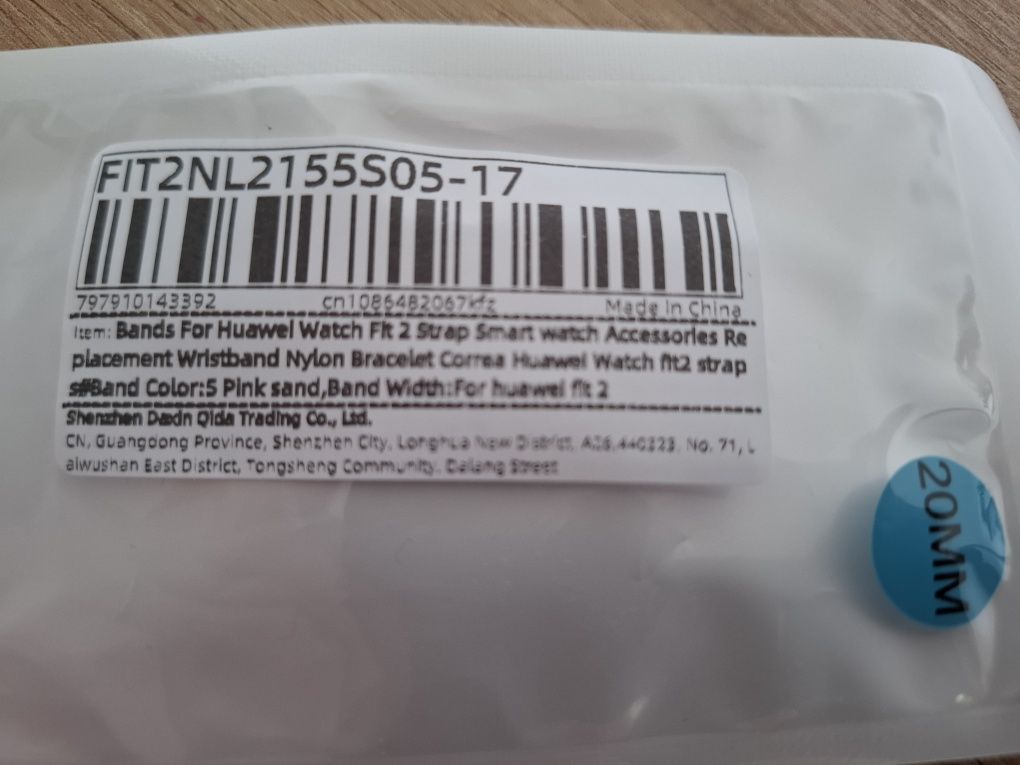 FIT2NL2155S05-17
797910143392 cn1086482067kfz Made In China
Item: Bands For Huawei Watch Fit 2 Strap Smart watch Accessories Re
placement Wristband Nylon Bracelet Correa Huawei Watch fit2 strap
s#Band Color:5 Pink sand,Band Width:For huawei fit 2
Shenzhen Daxin Qida Trading Co., Ltd.
CN, Guangdong Province, Shenzhen City, Longhua New District, No. 71, L
aiwushan East District, Tongsheng Community, Dalang Street
20MM